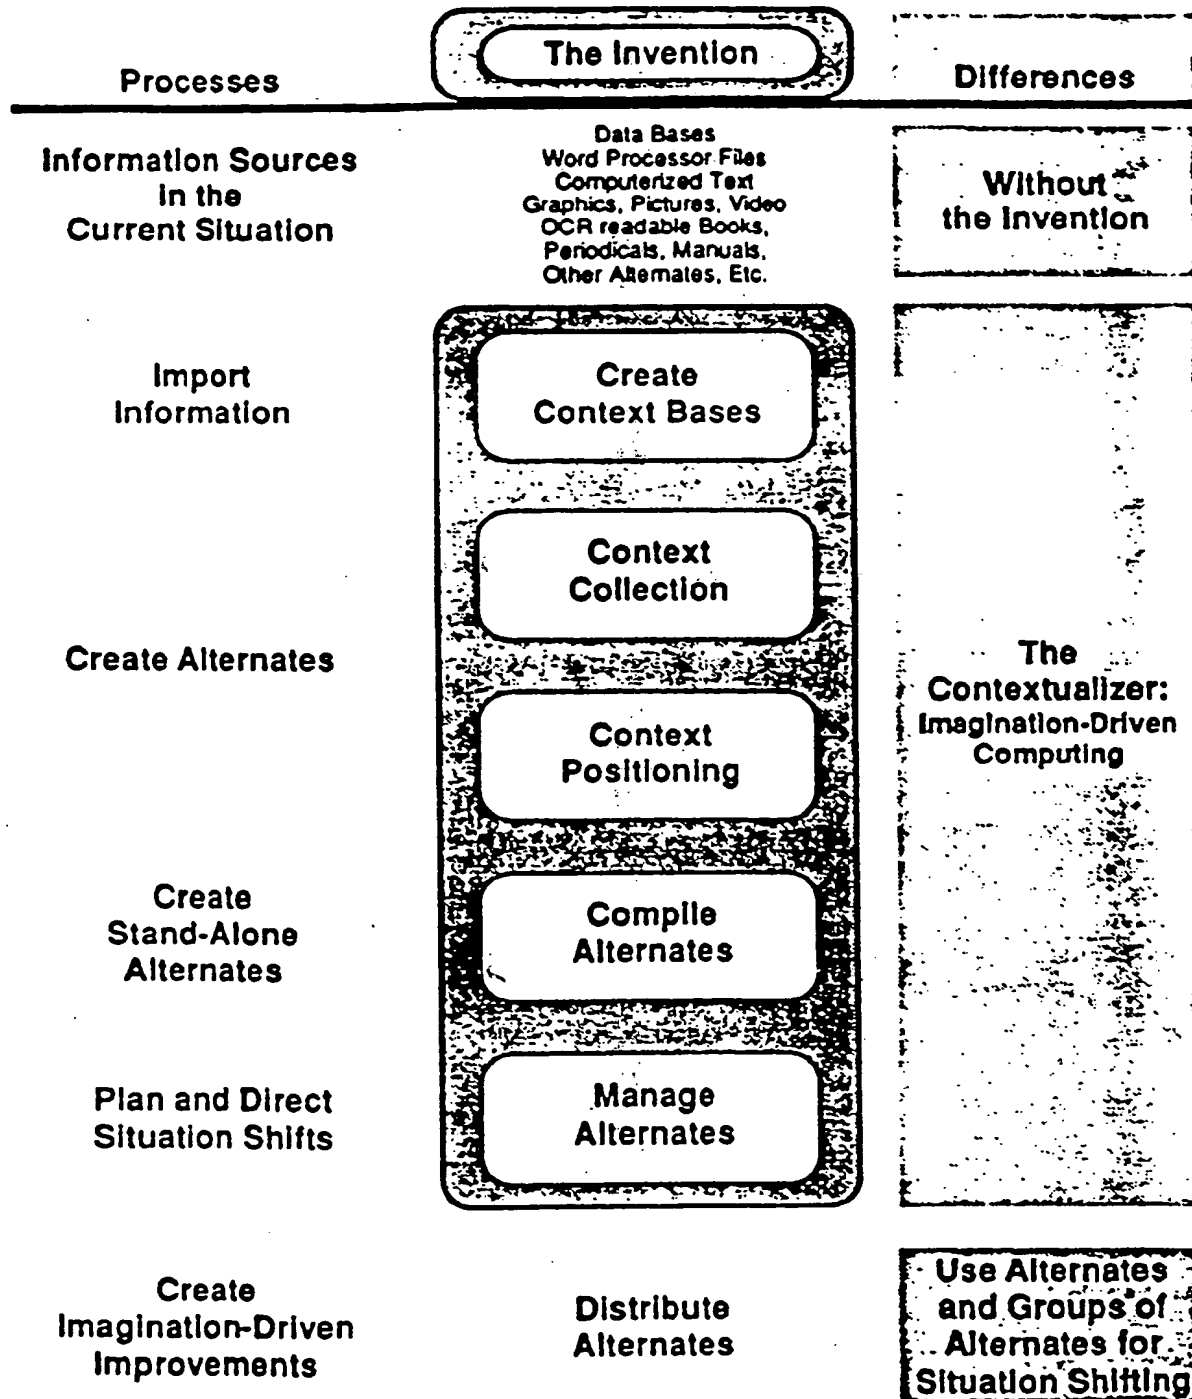 Processes
The Invention
Differences
Information Sources
in the
Current Situation
Data Bases
Word Processor Files
Computerized Text
Graphics, Pictures, Video
OCR readable Books,
Periodicals, Manuals,
Other Alternates, Etc.
Without
the Invention
Import
Information
Create
Context Bases
Context
Collection
Create Alternates
Context
Positioning
The
Contextualizer:
Imagination-Driven
Computing
Create
Stand-Alone
Alternates
Compile
Alternates
Plan and Direct
Situation Shifts
Manage
Alternates
Create
Imagination-Driven
Improvements
Distribute
Alternates
Use Alternates
and Groups of
Alternates for
Situation Shifting